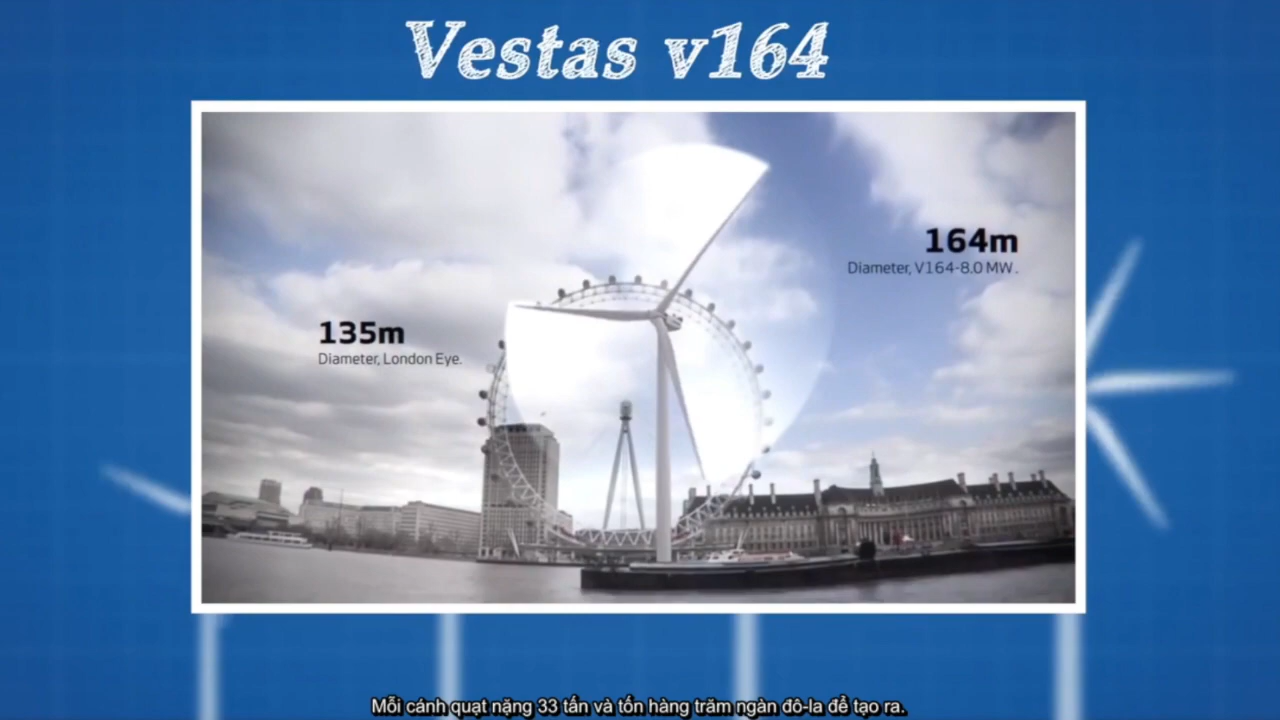 Vestas v164
164m
Diameter, V164-8.0 MW.
135m
Diameter, London Eye.
Mỗi cánh quạt nặng 33 tấn và tốn hàng trăm ngàn đô-la để tạo ra.